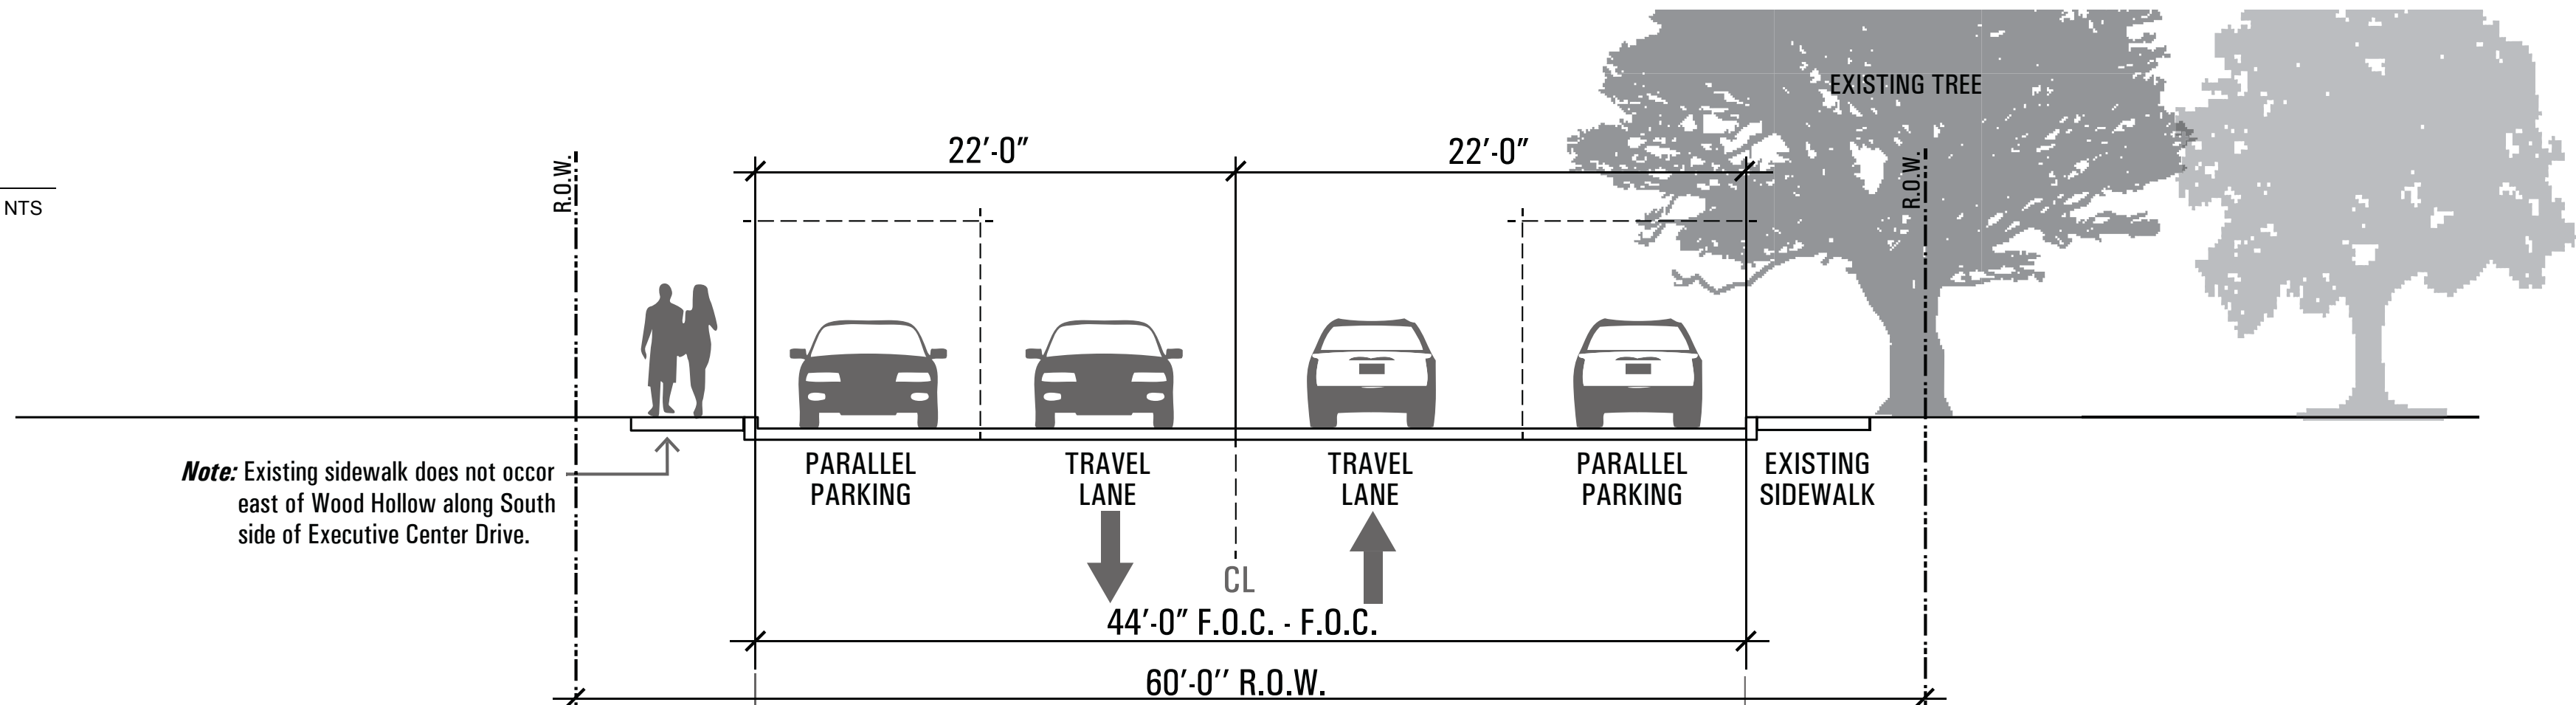 EXISTING TREE
22'-0"
22'-0"
R.O.W.
R.O.W.
NTS
Note: Existing sidewalk does not occor
east of Wood Hollow along South
side of Executive Center Drive.
PARALLEL
PARKING
TRAVEL
LANE
TRAVEL
LANE
PARALLEL
PARKING
EXISTING
SIDEWALK
CL
44'-0" F.O.C. - F.O.C.
60'-0'' R.O.W.